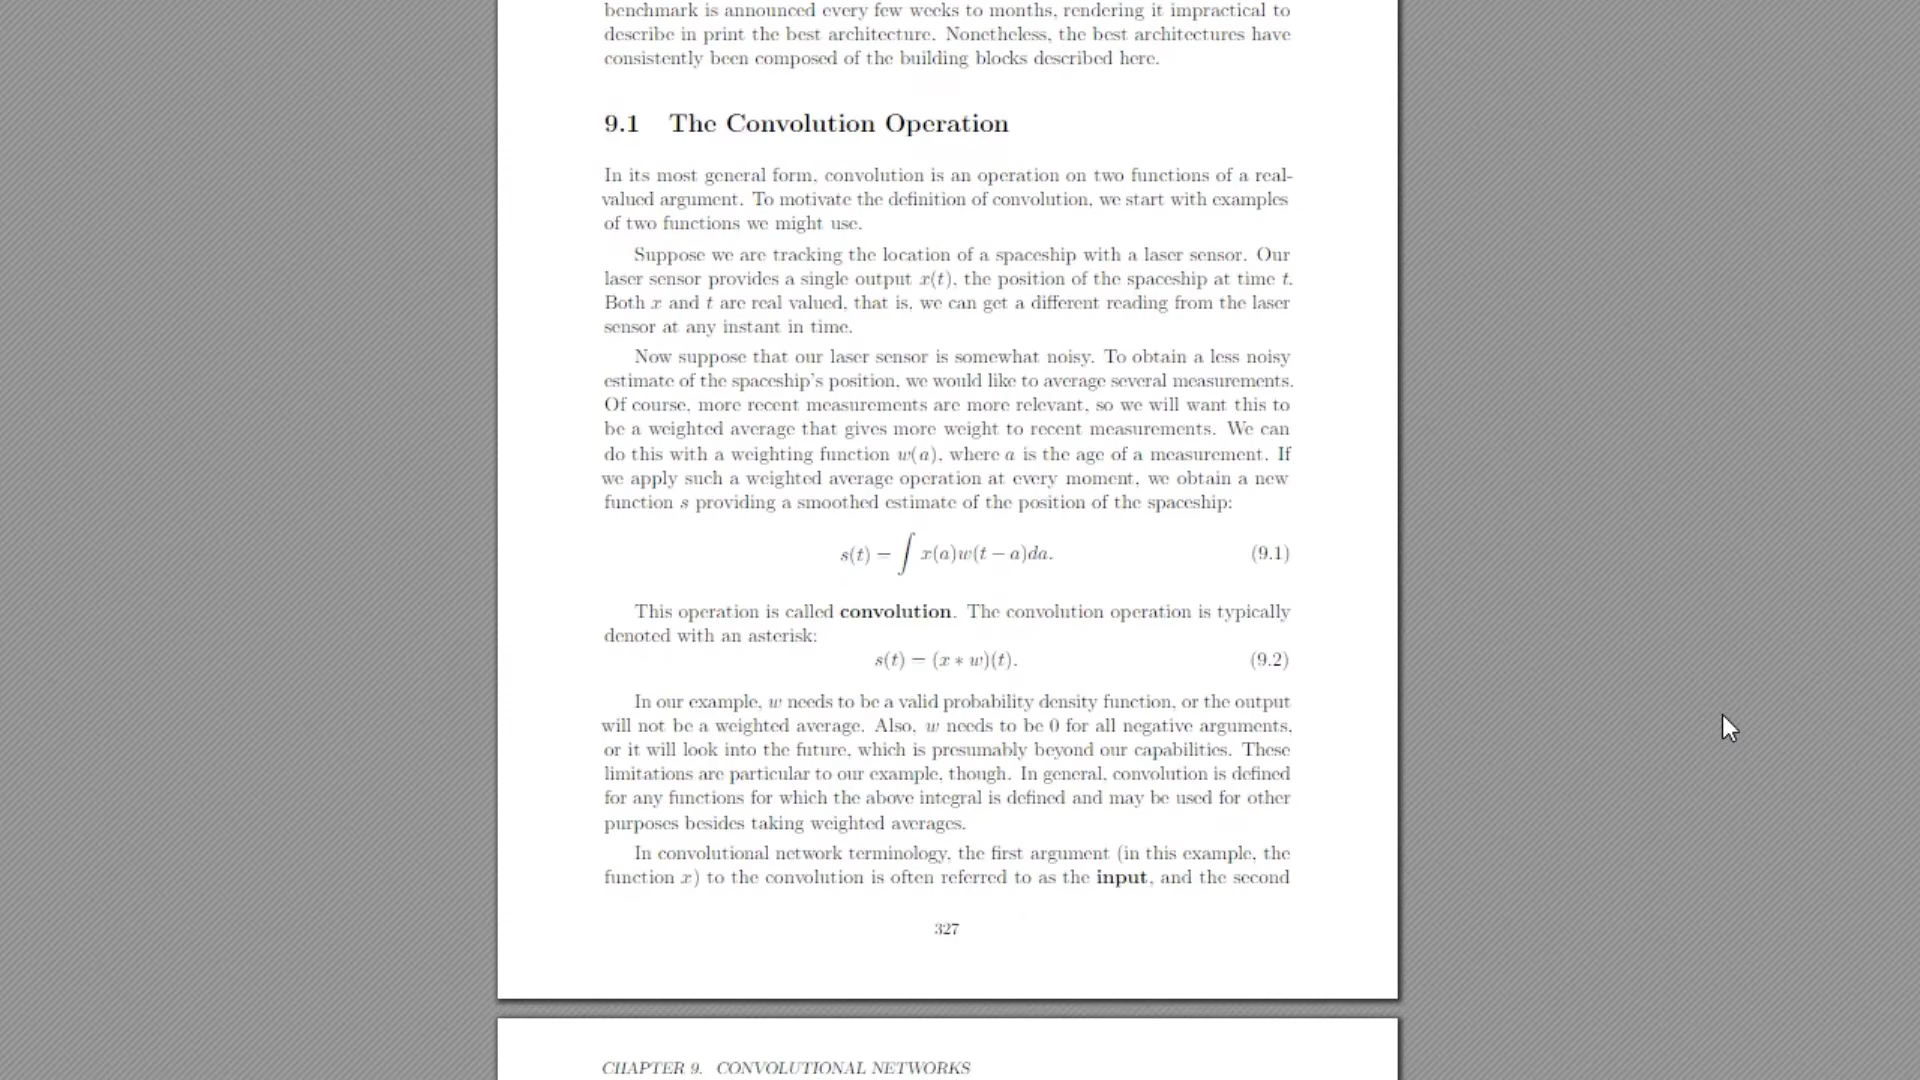 benchmark is announced every few weeks to months, rendering it impractical to
describe in print the best architecture. Nonetheless, the best architectures have
consistently been composed of the building blocks described here.
9.1 The Convolution Operation
In its most general form, convolution is an operation on two functions of a real-
valued argument. To motivate the definition of convolution, we start with examples
of two functions we might use.
Suppose we are tracking the location of a spaceship with a laser sensor. Our
laser sensor provides a single output x(t), the position of the spaceship at time t.
Both x and t are real valued, that is, we can get a different reading from the laser
sensor at any instant in time.
Now suppose that our laser sensor is somewhat noisy. To obtain a less noisy
estimate of the spaceship's position, we would like to average several measurements.
Of course, more recent measurements are more relevant, so we will want this to
be a weighted average that gives more weight to recent measurements. We can
do this with a weighting function w(a), where a is the age of a measurement. If
we apply such a weighted average operation at every moment, we obtain a new
function s providing a smoothed estimate of the position of the spaceship:
s(t) = ∫ x(a)w(t − a)da. (9.1)
This operation is called convolution. The convolution operation is typically
denoted with an asterisk:
s(t) = (x ∗ w)(t). (9.2)
In our example, w needs to be a valid probability density function, or the output
will not be a weighted average. Also, w needs to be 0 for all negative arguments,
or it will look into the future, which is presumably beyond our capabilities. These
limitations are particular to our example, though. In general, convolution is defined
for any functions for which the above integral is defined and may be used for other
purposes besides taking weighted averages.
In convolutional network terminology, the first argument (in this example, the
function x) to the convolution is often referred to as the input, and the second
327
CHAPTER 9. CONVOLUTIONAL NETWORKS